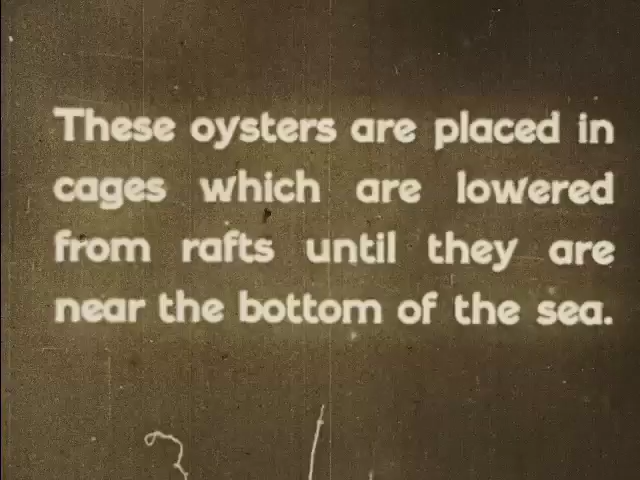 These oysters are placed in
cages which are lowered
from rafts until they are
near the bottom of the sea.